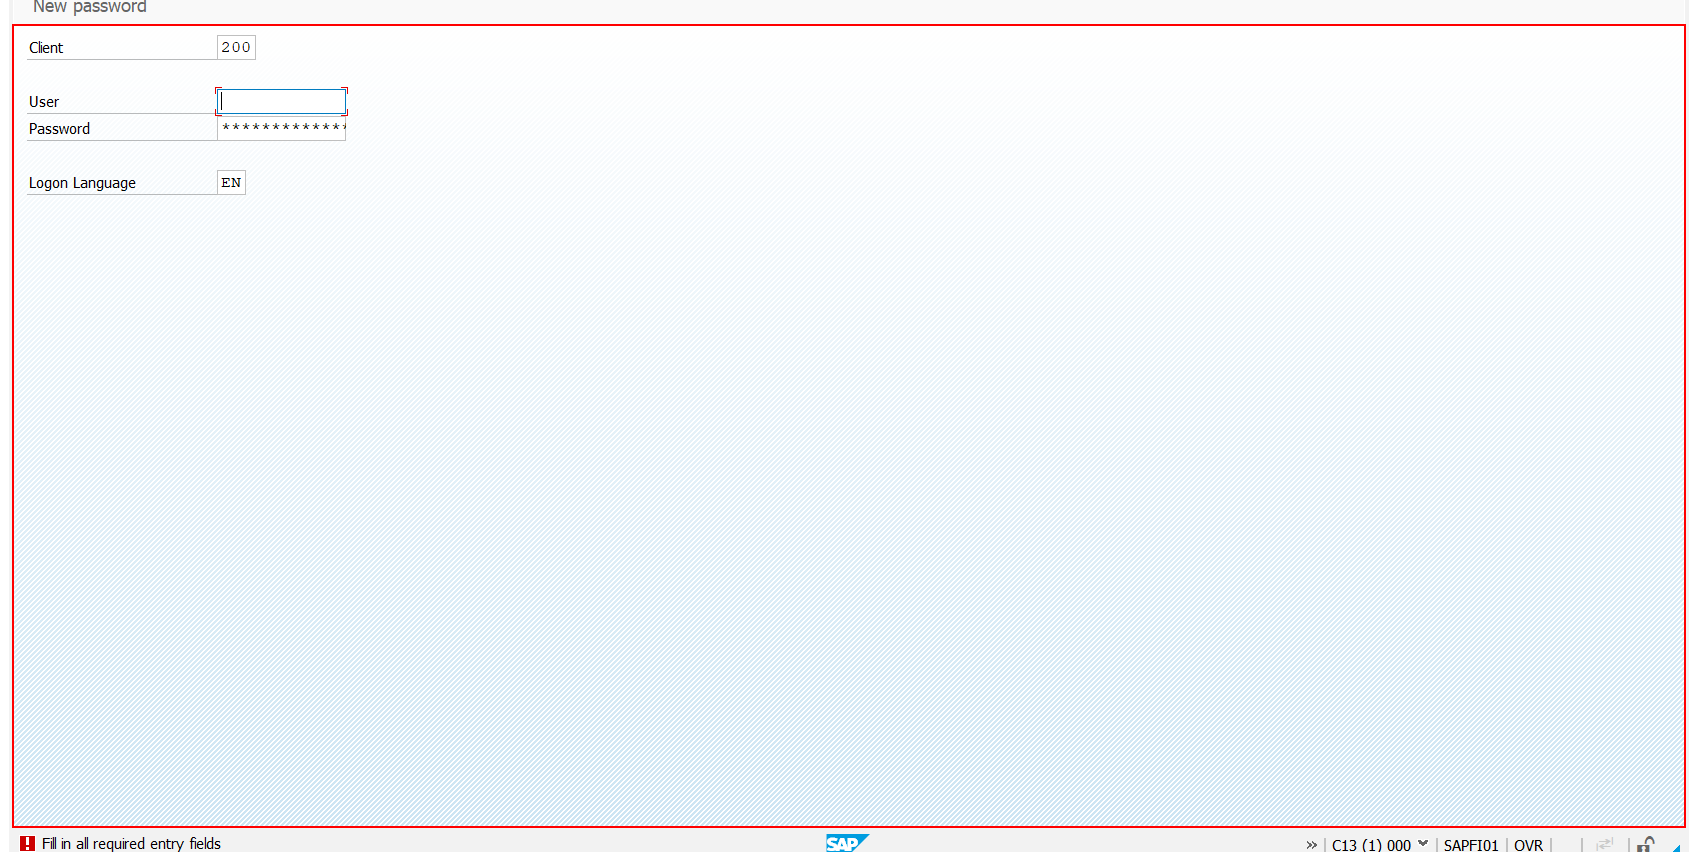 New password
Client 200
User
Password *************
Logon Language EN
Fill in all required entry fields
SAP
» C13 (1) 000 SAPFI01 OVR